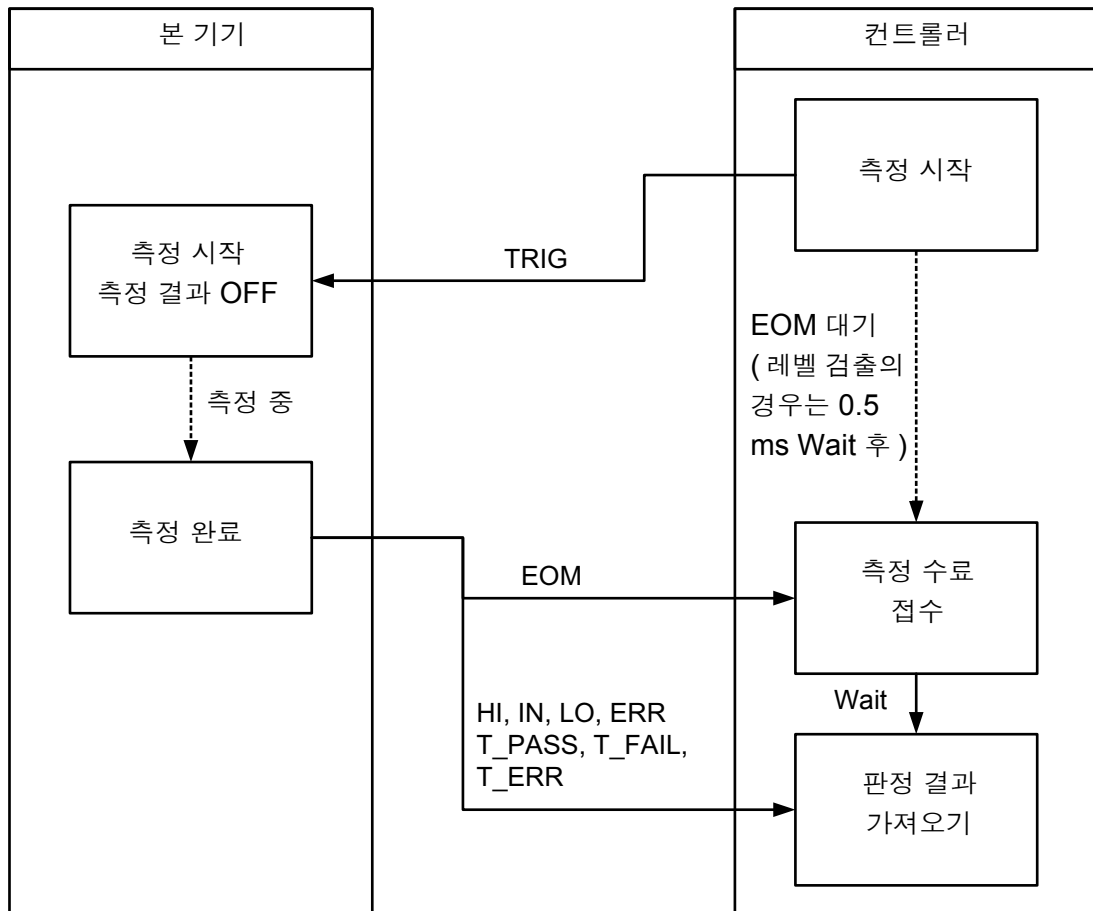 본 기기
컨트롤러
측정 시작
측정 시작
측정 결과 OFF
TRIG
EOM 대기
( 레벨 검출의
경우는 0.5
ms Wait 후 )
측정 중
측정 완료
EOM
측정 수료
접수
Wait
HI, IN, LO, ERR
T_PASS, T_FAIL,
T_ERR
판정 결과
가져오기